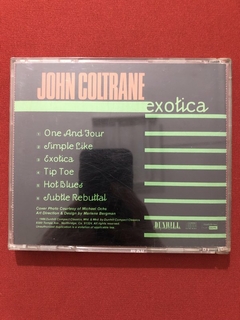 JOHN COLTRANE
exotica
One And Four
Simple Like
Exotica
Tip Toe
Hot Blues
Subtle Rebuttal
Cover Photo Courtesy of Michael Ochs
Art Direction & Design by Marlene Bergman
DUNHILL